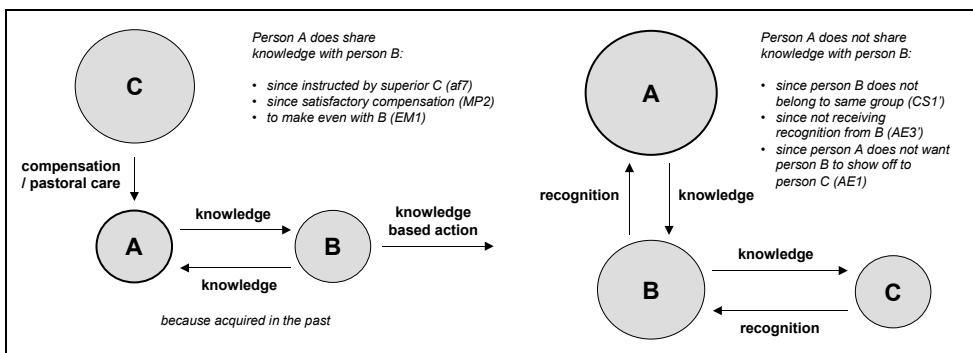 C
Person A does share
knowledge with person B:
• since instructed by superior C (af7)
• since satisfactory compensation (MP2)
• to make even with B (EM1)
compensation
/ pastoral care
A
knowledge
B
knowledge
based action
knowledge
because acquired in the past
A
Person A does not share
knowledge with person B:
• since person B does not
belong to same group (CS1')
• since not receiving
recognition from B (AE3')
• since person A does not want
person B to show off to
person C (AE1)
recognition
knowledge
B
knowledge
C
recognition